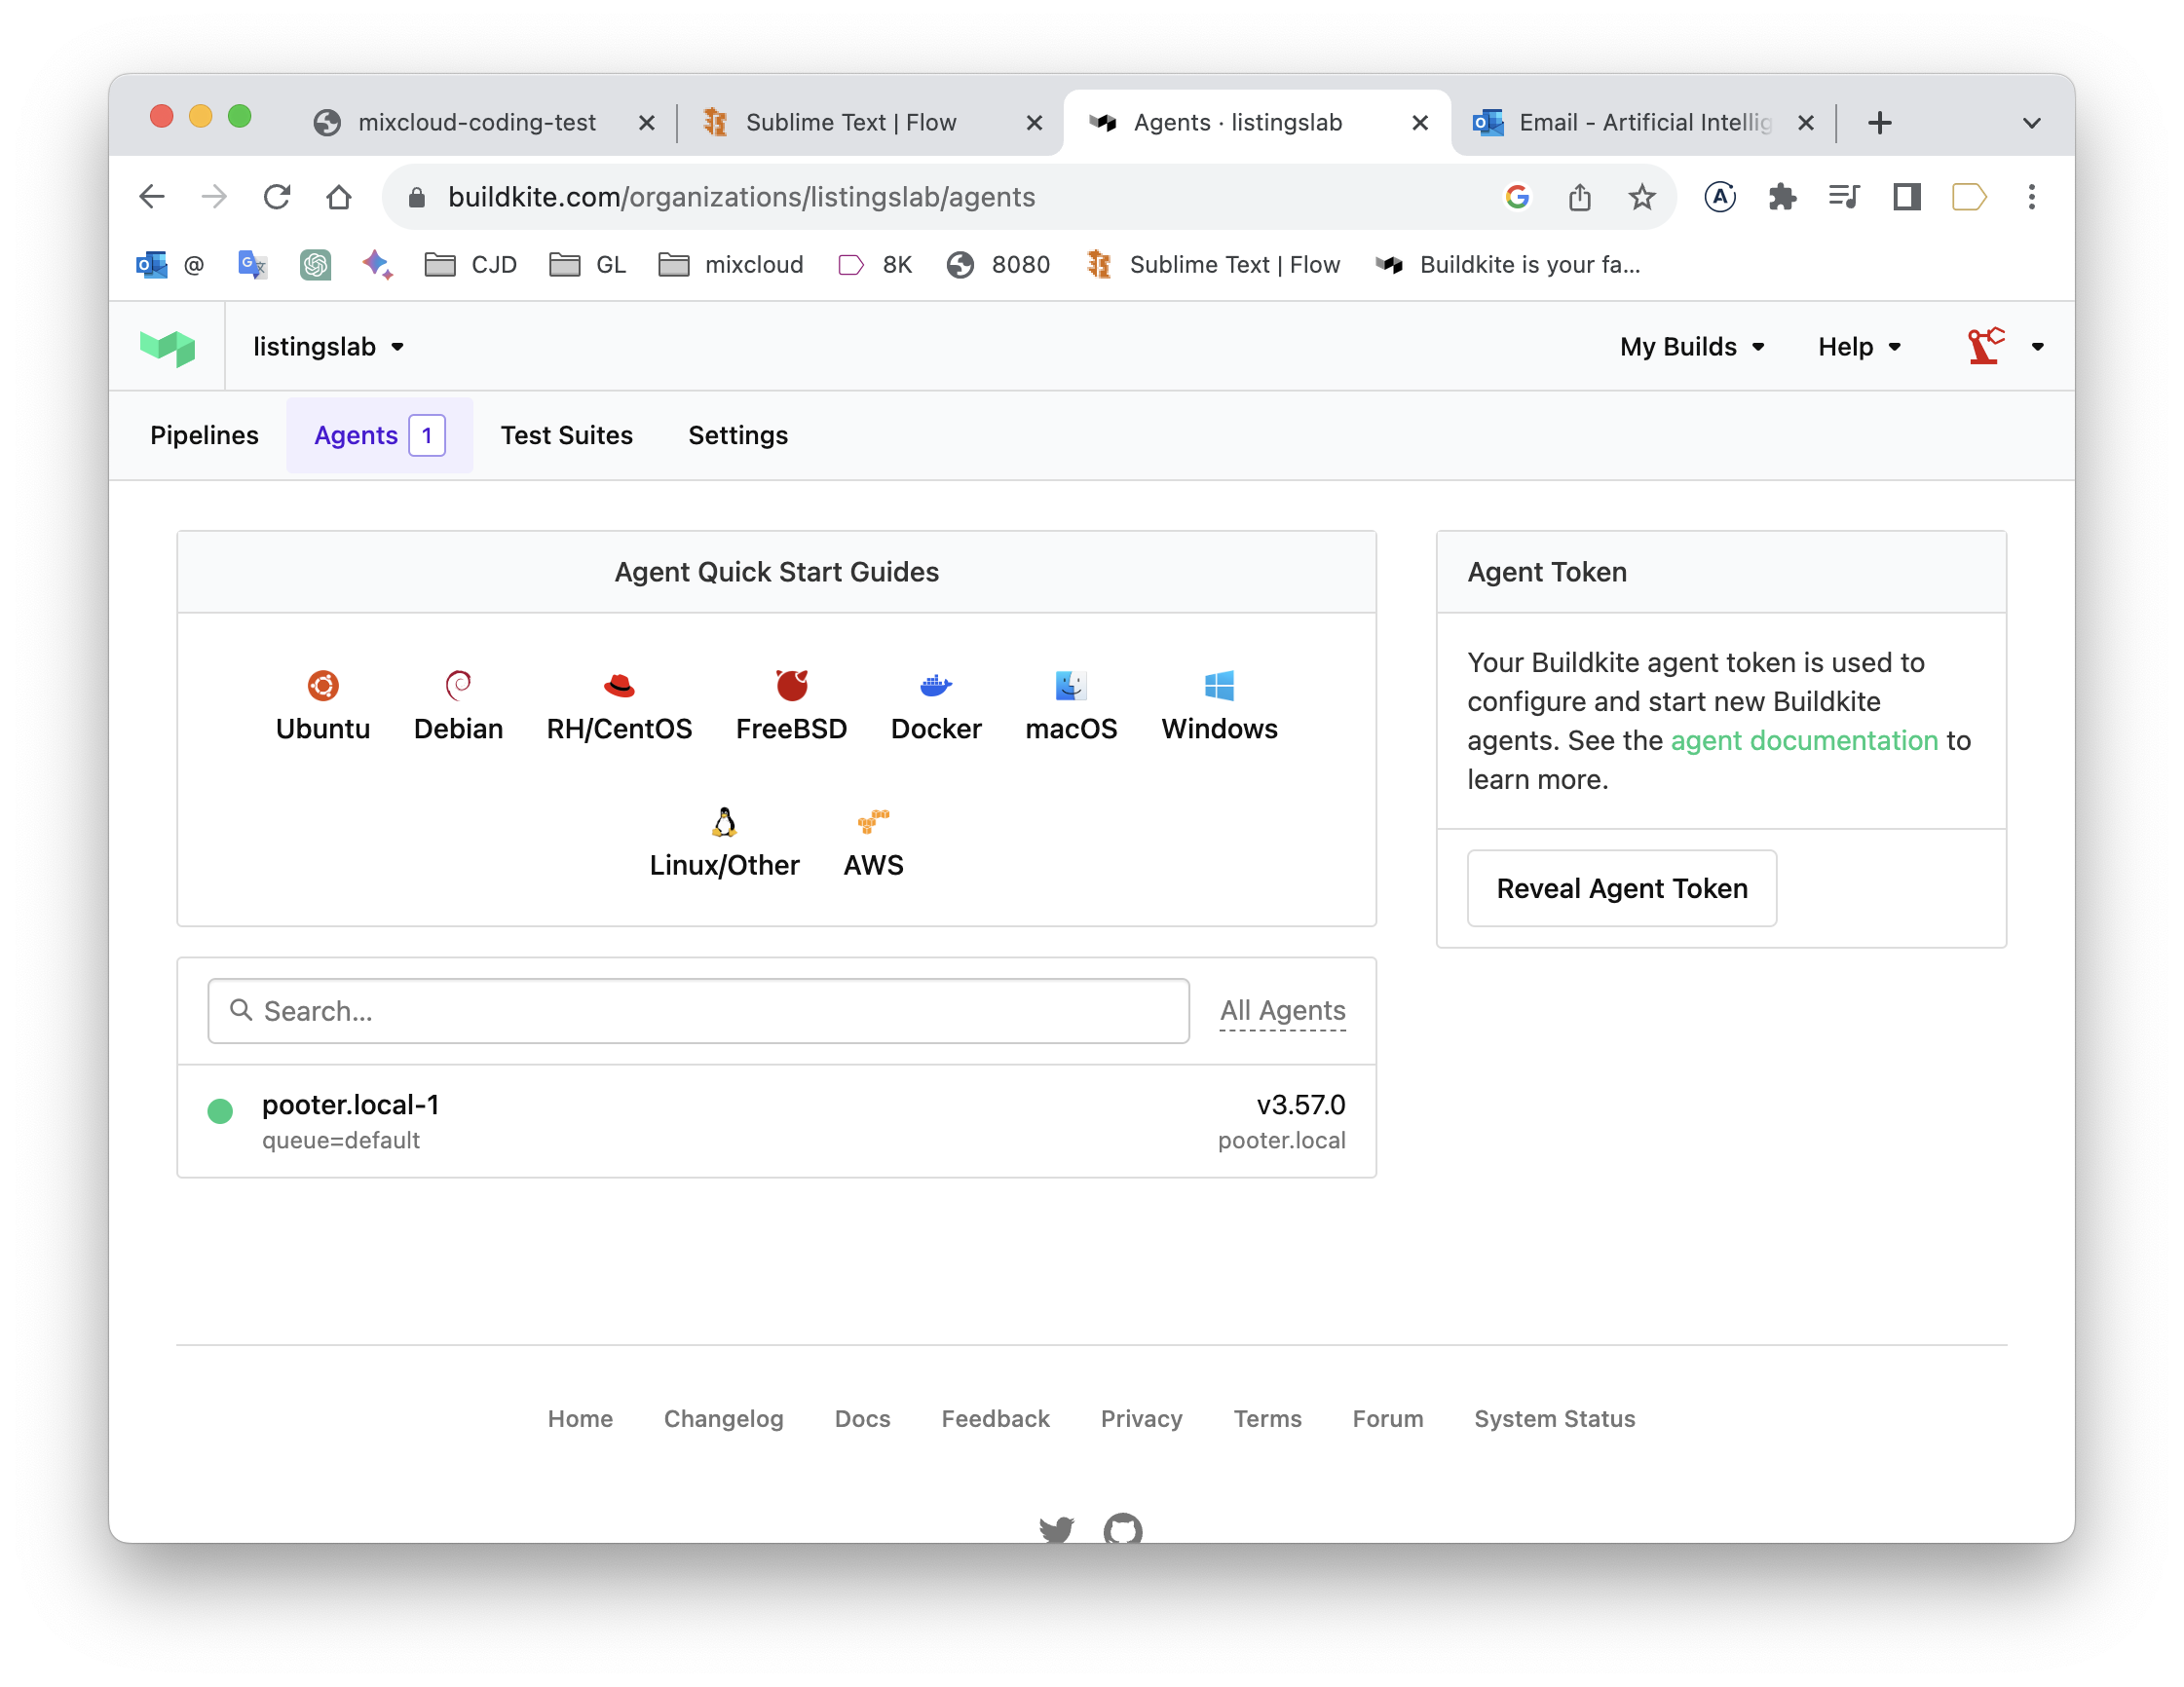 mixcloud-coding-test
Sublime Text | Flow
Agents · listingslab
Email - Artificial Intellig
buildkite.com/organizations/listingslab/agents
@
CJD
GL
mixcloud
8K
8080
Sublime Text | Flow
Buildkite is your fa...
listingslab
My Builds
Help
Pipelines
Agents 1
Test Suites
Settings
Agent Quick Start Guides
Ubuntu
Debian
RH/CentOS
FreeBSD
Docker
macOS
Windows
Linux/Other
AWS
Agent Token
Your Buildkite agent token is used to
configure and start new Buildkite
agents. See the agent documentation to
learn more.
Reveal Agent Token
Search...
All Agents
pooter.local-1
v3.57.0
queue=default
pooter.local
Home
Changelog
Docs
Feedback
Privacy
Terms
Forum
System Status